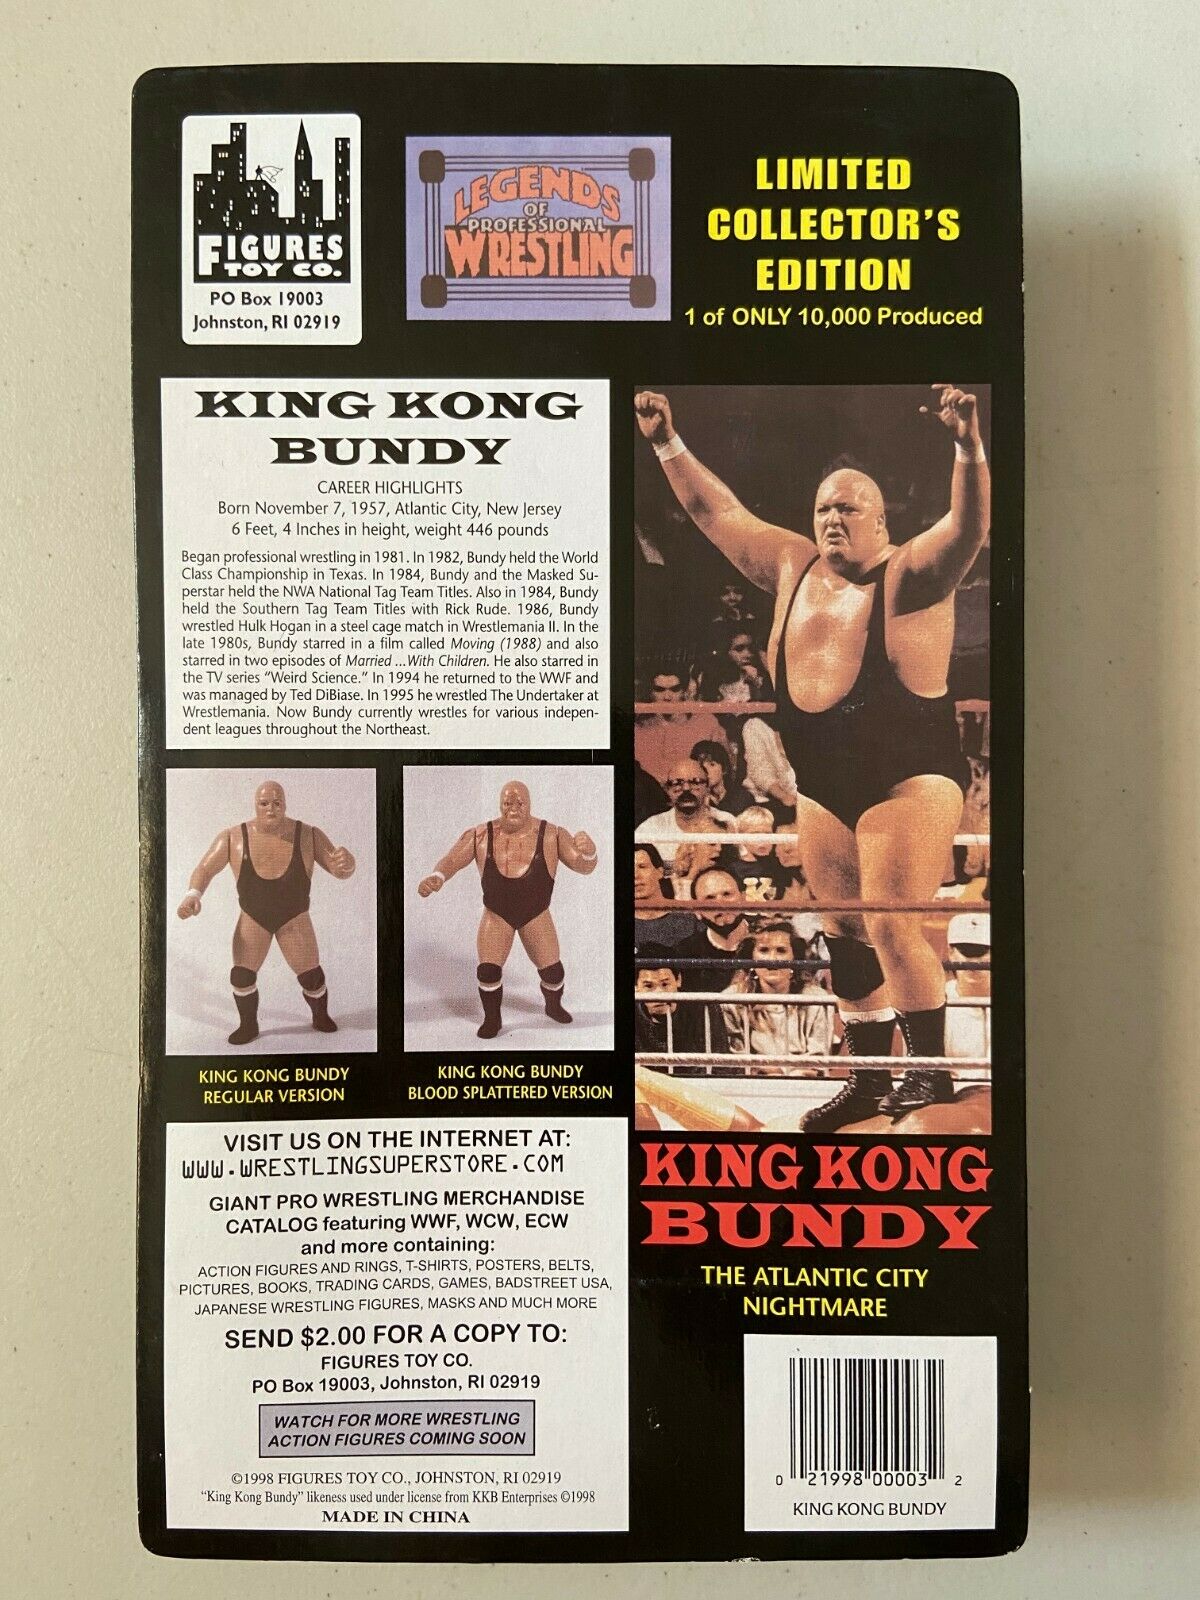 FIGURES
TOY CO.
PO Box 19003
Johnston, RI 02919
LEGENDS
OF
PROFESSIONAL
WRESTLING
LIMITED
COLLECTOR'S
EDITION
1 of ONLY 10,000 Produced
KING KONG
BUNDY
CAREER HIGHLIGHTS
Born November 7, 1957, Atlantic City, New Jersey
6 Feet, 4 Inches in height, weight 446 pounds
Began professional wrestling in 1981. In 1982, Bundy held the World
Class Championship in Texas. In 1984, Bundy and the Masked Su-
perstar held the NWA National Tag Team Titles. Also in 1984, Bundy
held the Southern Tag Team Titles with Rick Rude. 1986, Bundy
wrestled Hulk Hogan in a steel cage match in Wrestlemania II. In the
late 1980s, Bundy starred in a film called Moving (1988) and also
starred in two episodes of Married ...With Children. He also starred in
the TV series "Weird Science." In 1994 he returned to the WWF and
was managed by Ted DiBiase. In 1995 he wrestled The Undertaker at
Wrestlemania. Now Bundy currently wrestles for various indepen-
dent leagues throughout the Northeast.
KING KONG BUNDY
REGULAR VERSION
KING KONG BUNDY
BLOOD SPLATTERED VERSION
VISIT US ON THE INTERNET AT:
WWW.WRESTLINGSUPERSTORE.COM
GIANT PRO WRESTLING MERCHANDISE
CATALOG featuring WWF, WCW, ECW
and more containing:
ACTION FIGURES AND RINGS, T-SHIRTS, POSTERS, BELTS,
PICTURES, BOOKS, TRADING CARDS, GAMES, BADSTREET USA,
JAPANESE WRESTLING FIGURES, MASKS AND MUCH MORE
SEND $2.00 FOR A COPY TO:
FIGURES TOY CO.
PO Box 19003, Johnston, RI 02919
WATCH FOR MORE WRESTLING
ACTION FIGURES COMING SOON
©1998 FIGURES TOY CO., JOHNSTON, RI 02919
"King Kong Bundy" likeness used under license from KKB Enterprises ©1998
MADE IN CHINA
KING KONG
BUNDY
THE ATLANTIC CITY
NIGHTMARE
0 21998 00003 2
KING KONG BUNDY